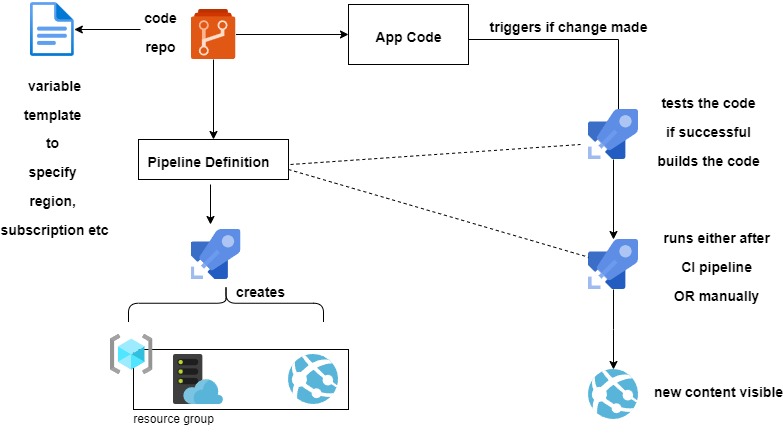 code
repo
App Code
triggers if change made
variable
template
to
specify
region,
subscription etc
Pipeline Definition
tests the code
if successful
builds the code
runs either after
CI pipeline
OR manually
creates
resource group
new content visible